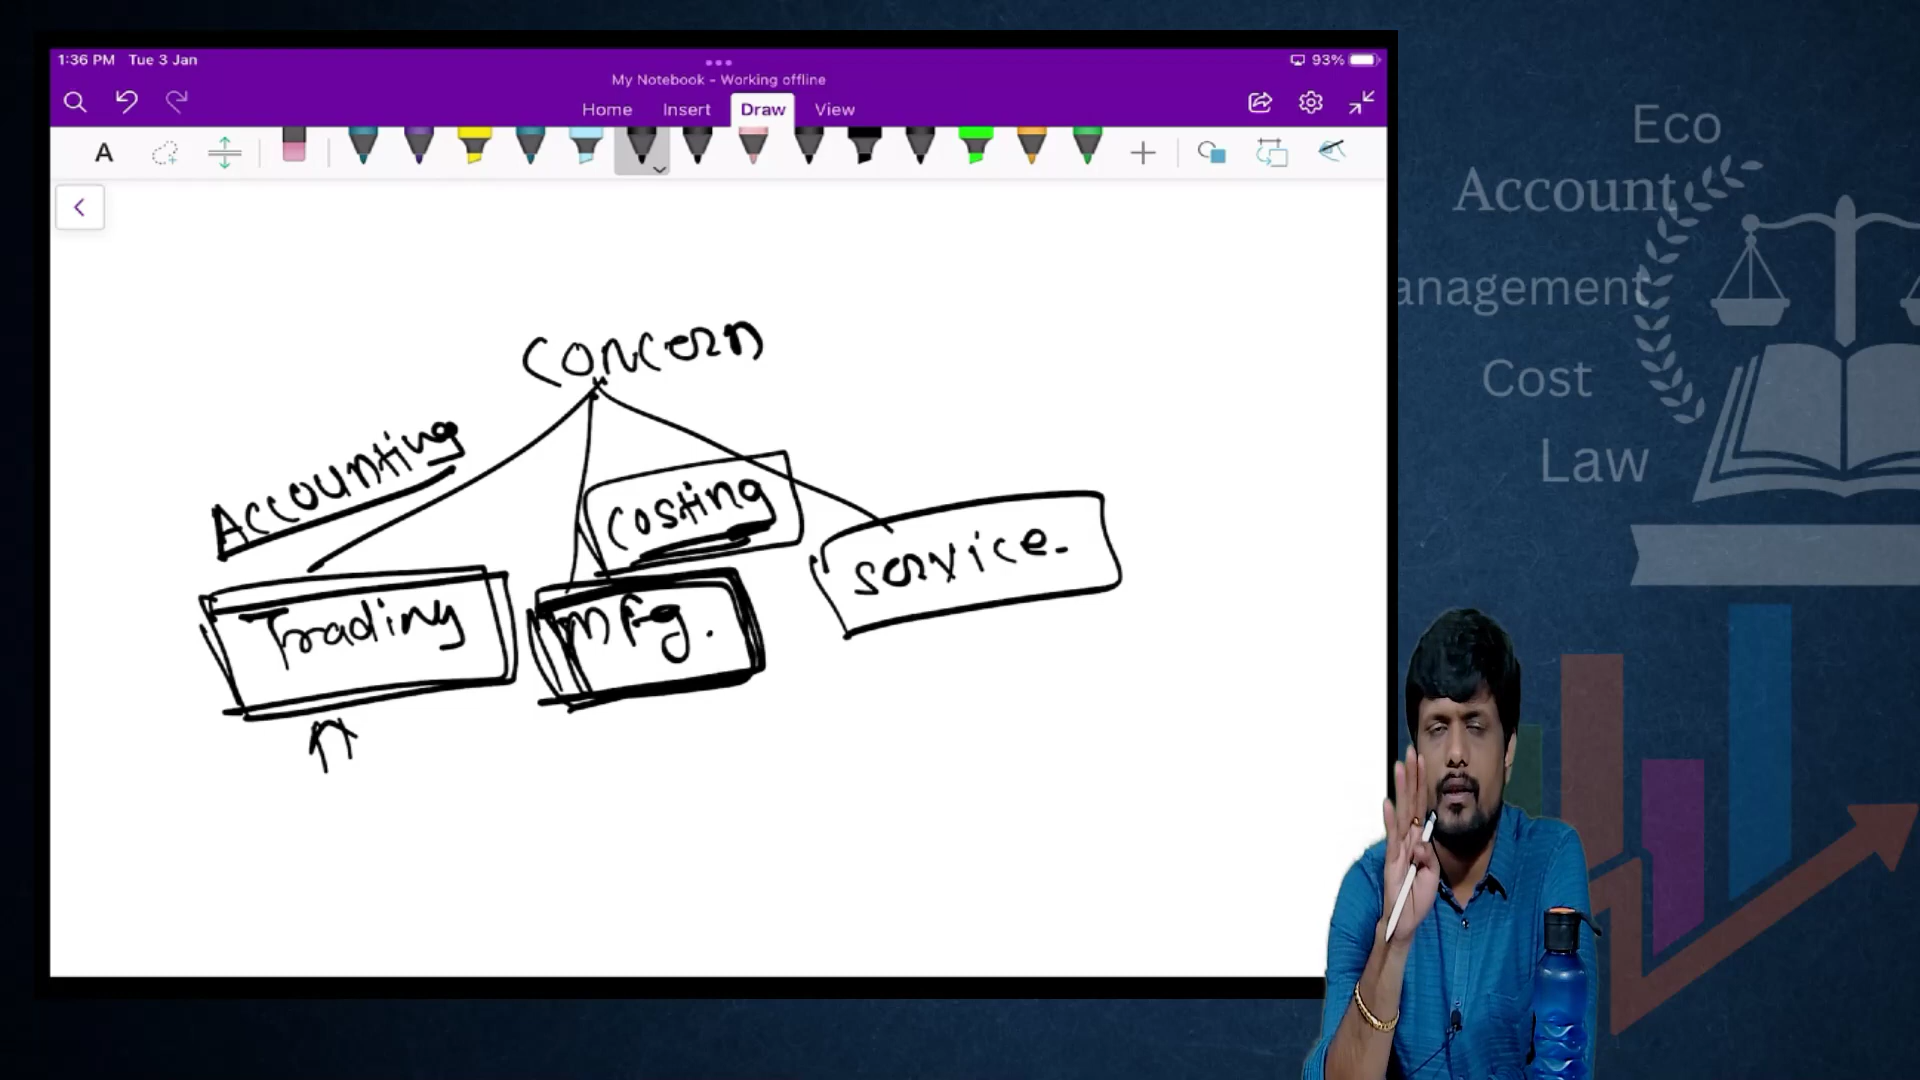 1:36 PM Tue 3 Jan
93%
My Notebook - Working offline
Home Insert Draw View
A
Concern
Accounting
Costing
Service.
Trading
Mfg.
Eco
Account
anagement
Cost
Law